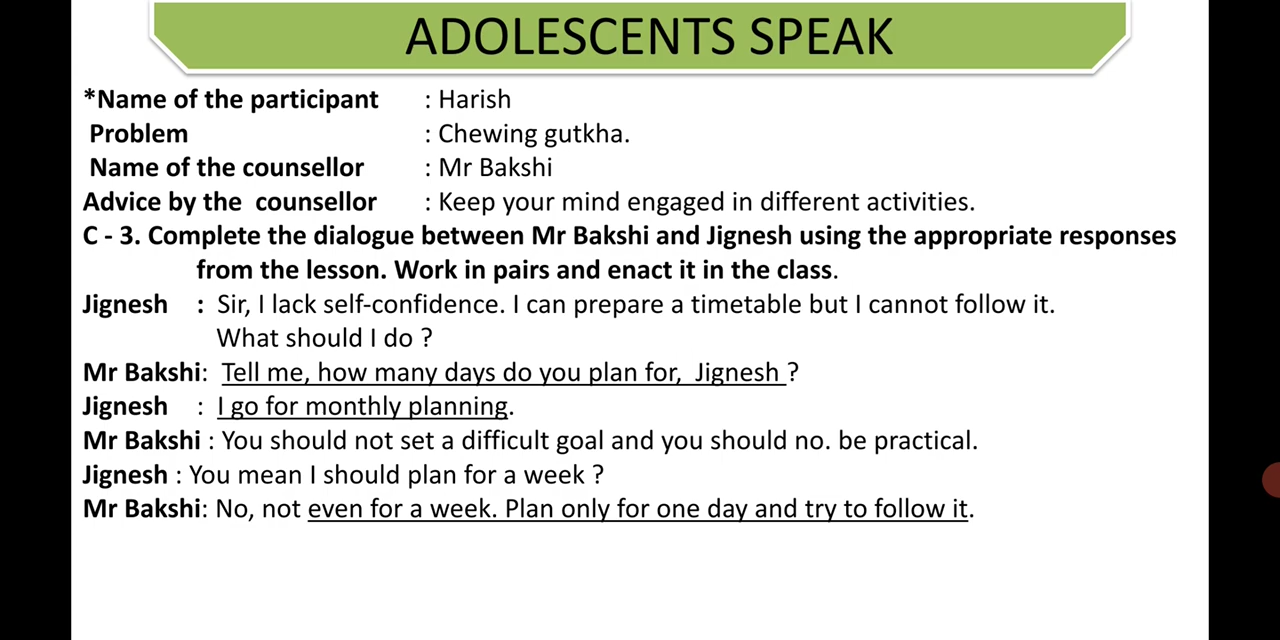 ADOLESCENTS SPEAK
*Name of the participant : Harish
Problem : Chewing gutkha.
Name of the counsellor : Mr Bakshi
Advice by the counsellor : Keep your mind engaged in different activities.
C - 3. Complete the dialogue between Mr Bakshi and Jignesh using the appropriate responses
from the lesson. Work in pairs and enact it in the class.
Jignesh : Sir, I lack self-confidence. I can prepare a timetable but I cannot follow it.
What should I do ?
Mr Bakshi: Tell me, how many days do you plan for, Jignesh ?
Jignesh : I go for monthly planning.
Mr Bakshi : You should not set a difficult goal and you should no. be practical.
Jignesh : You mean I should plan for a week ?
Mr Bakshi: No, not even for a week. Plan only for one day and try to follow it.